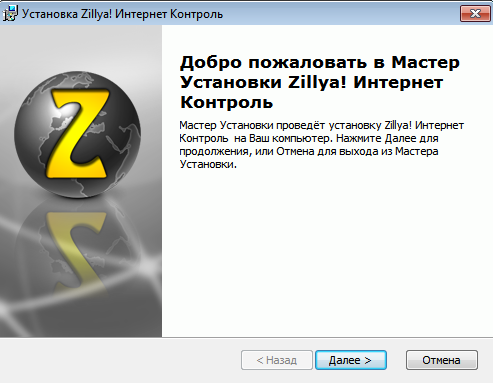 Установка Zillya! Интернет Контроль
Z
Добро пожаловать в Мастер
Установки Zillya! Интернет
Контроль
Мастер Установки проведёт установку Zillya! Интернет
Контроль на Ваш компьютер. Нажмите Далее для
продолжения, или Отмена для выхода из Мастера
Установки.
< Назад
Далее >
Отмена